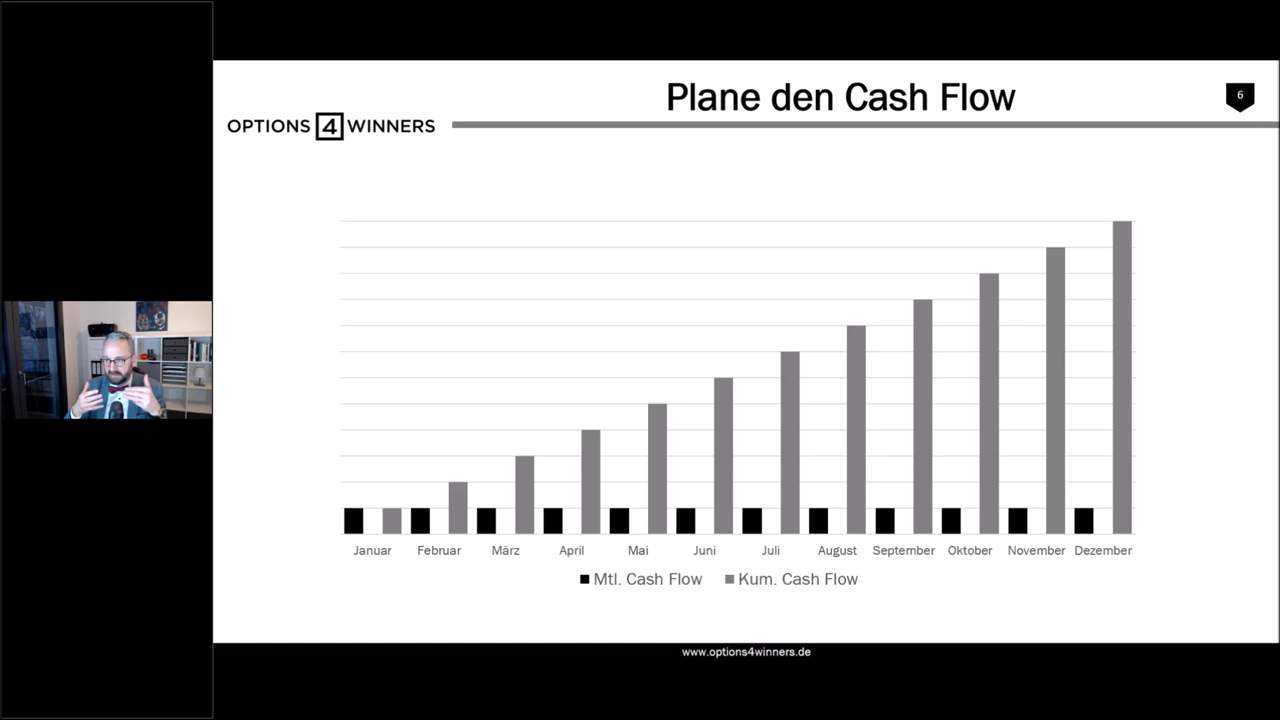 Plane den Cash Flow
6
OPTIONS 4 WINNERS
Januar Februar März April Mai Juni Juli August September Oktober November Dezember
Mtl. Cash Flow Kum. Cash Flow
www.options4winners.de